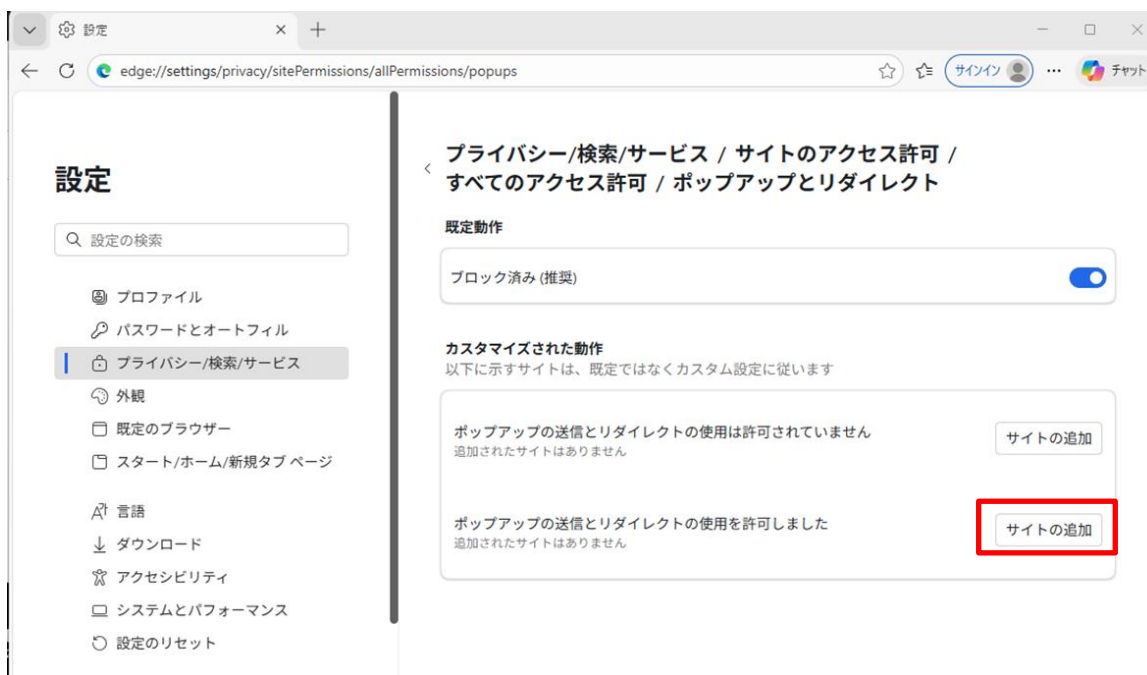 設定
edge://settings/privacy/sitePermissions/allPermissions/popups
サインイン
チャット
設定
設定の検索
プロファイル
パスワードとオートフィル
プライバシー/検索/サービス
外観
既定のブラウザー
スタート/ホーム/新規タブ ページ
言語
ダウンロード
アクセシビリティ
システムとパフォーマンス
設定のリセット
プライバシー/検索/サービス / サイトのアクセス許可 /
すべてのアクセス許可 / ポップアップとリダイレクト
既定動作
ブロック済み (推奨)
カスタマイズされた動作
以下に示すサイトは、既定ではなくカスタム設定に従います
ポップアップの送信とリダイレクトの使用は許可されていません
追加されたサイトはありません
サイトの追加
ポップアップの送信とリダイレクトの使用を許可しました
追加されたサイトはありません
サイトの追加